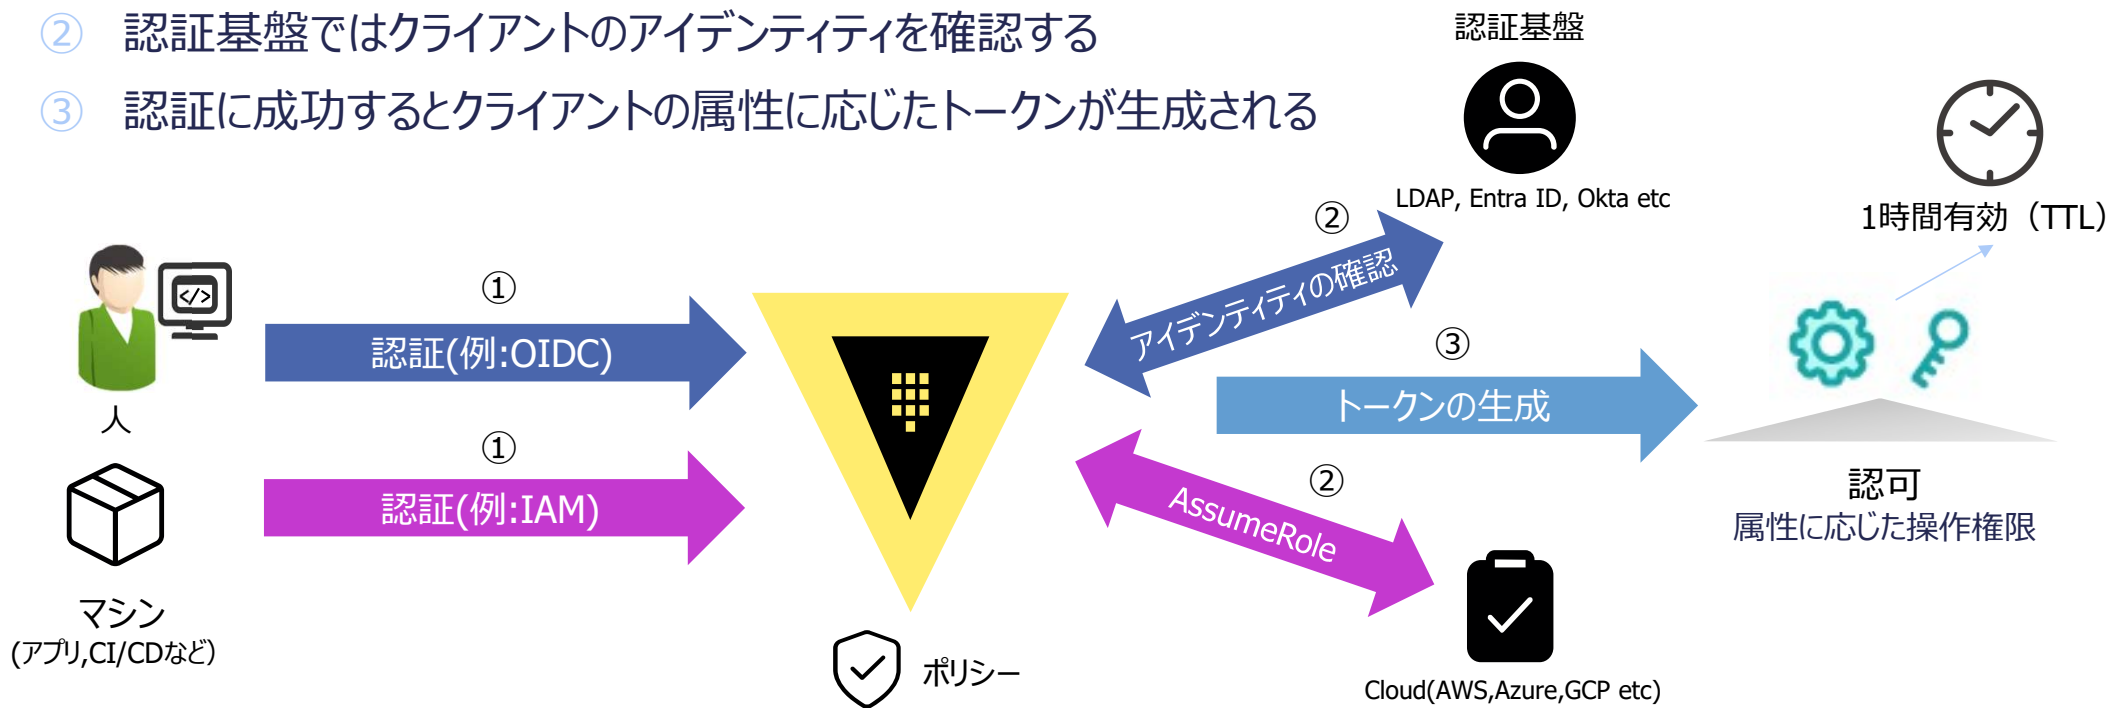 ② 認証基盤ではクライアントのアイデンティティを確認する
③ 認証に成功するとクライアントの属性に応じたトークンが生成される
認証基盤
LDAP, Entra ID, Okta etc
1時間有効（TTL）
②
アイデンティティの確認
①
認証(例:OIDC)
人
③
トークンの生成
①
認証(例:IAM)
②
AssumeRole
認可
属性に応じた操作権限
マシン
(アプリ,CI/CDなど)
ポリシー
Cloud(AWS,Azure,GCP etc)